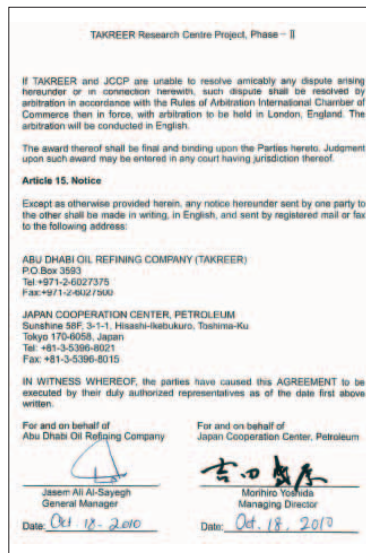 TAKREER Research Centre Project, Phase - II
If TAKREER and JCCP are unable to resolve amicably any dispute arising
hereunder or in connection herewith, such dispute shall be resolved by
arbitration in accordance with the Rules of Arbitration International Chamber of
Commerce then in force, with arbitration to be held in London, England. The
arbitration will be conducted in English.
The award thereof shall be final and binding upon the Parties hereto. Judgment
upon such award may be entered in any court having jurisdiction thereof.
Article 15. Notice
Except as otherwise provided herein, any notice hereunder sent by one party to
the other shall be made in writing, in English, and sent by registered mail or fax
to the following address:
ABU DHABI OIL REFINING COMPANY (TAKREER)
P.O.Box 3593
Tel:+971-2-6027375
Fax:+971-2-6027500
JAPAN COOPERATION CENTER, PETROLEUM
Sunshine 58F, 3-1-1, Hisashi-Ikebukuro, Toshima-Ku
Tokyo 170-6058, Japan
Tel: +81-3-5396-8021
Fax: +81-3-5396-8015
IN WITNESS WHEREOF, the parties have caused this AGREEMENT to be
executed by their duly authorized representatives as of the date first above
written.
For and on behalf of For and on behalf of
Abu Dhabi Oil Refining Company Japan Cooperation Center, Petroleum
吉田盛厚
Jasem Ali Al-Sayegh Morihiro Yoshida
General Manager Managing Director
Date: Oct. 18 - 2010 Date: Oct. 18. 2010